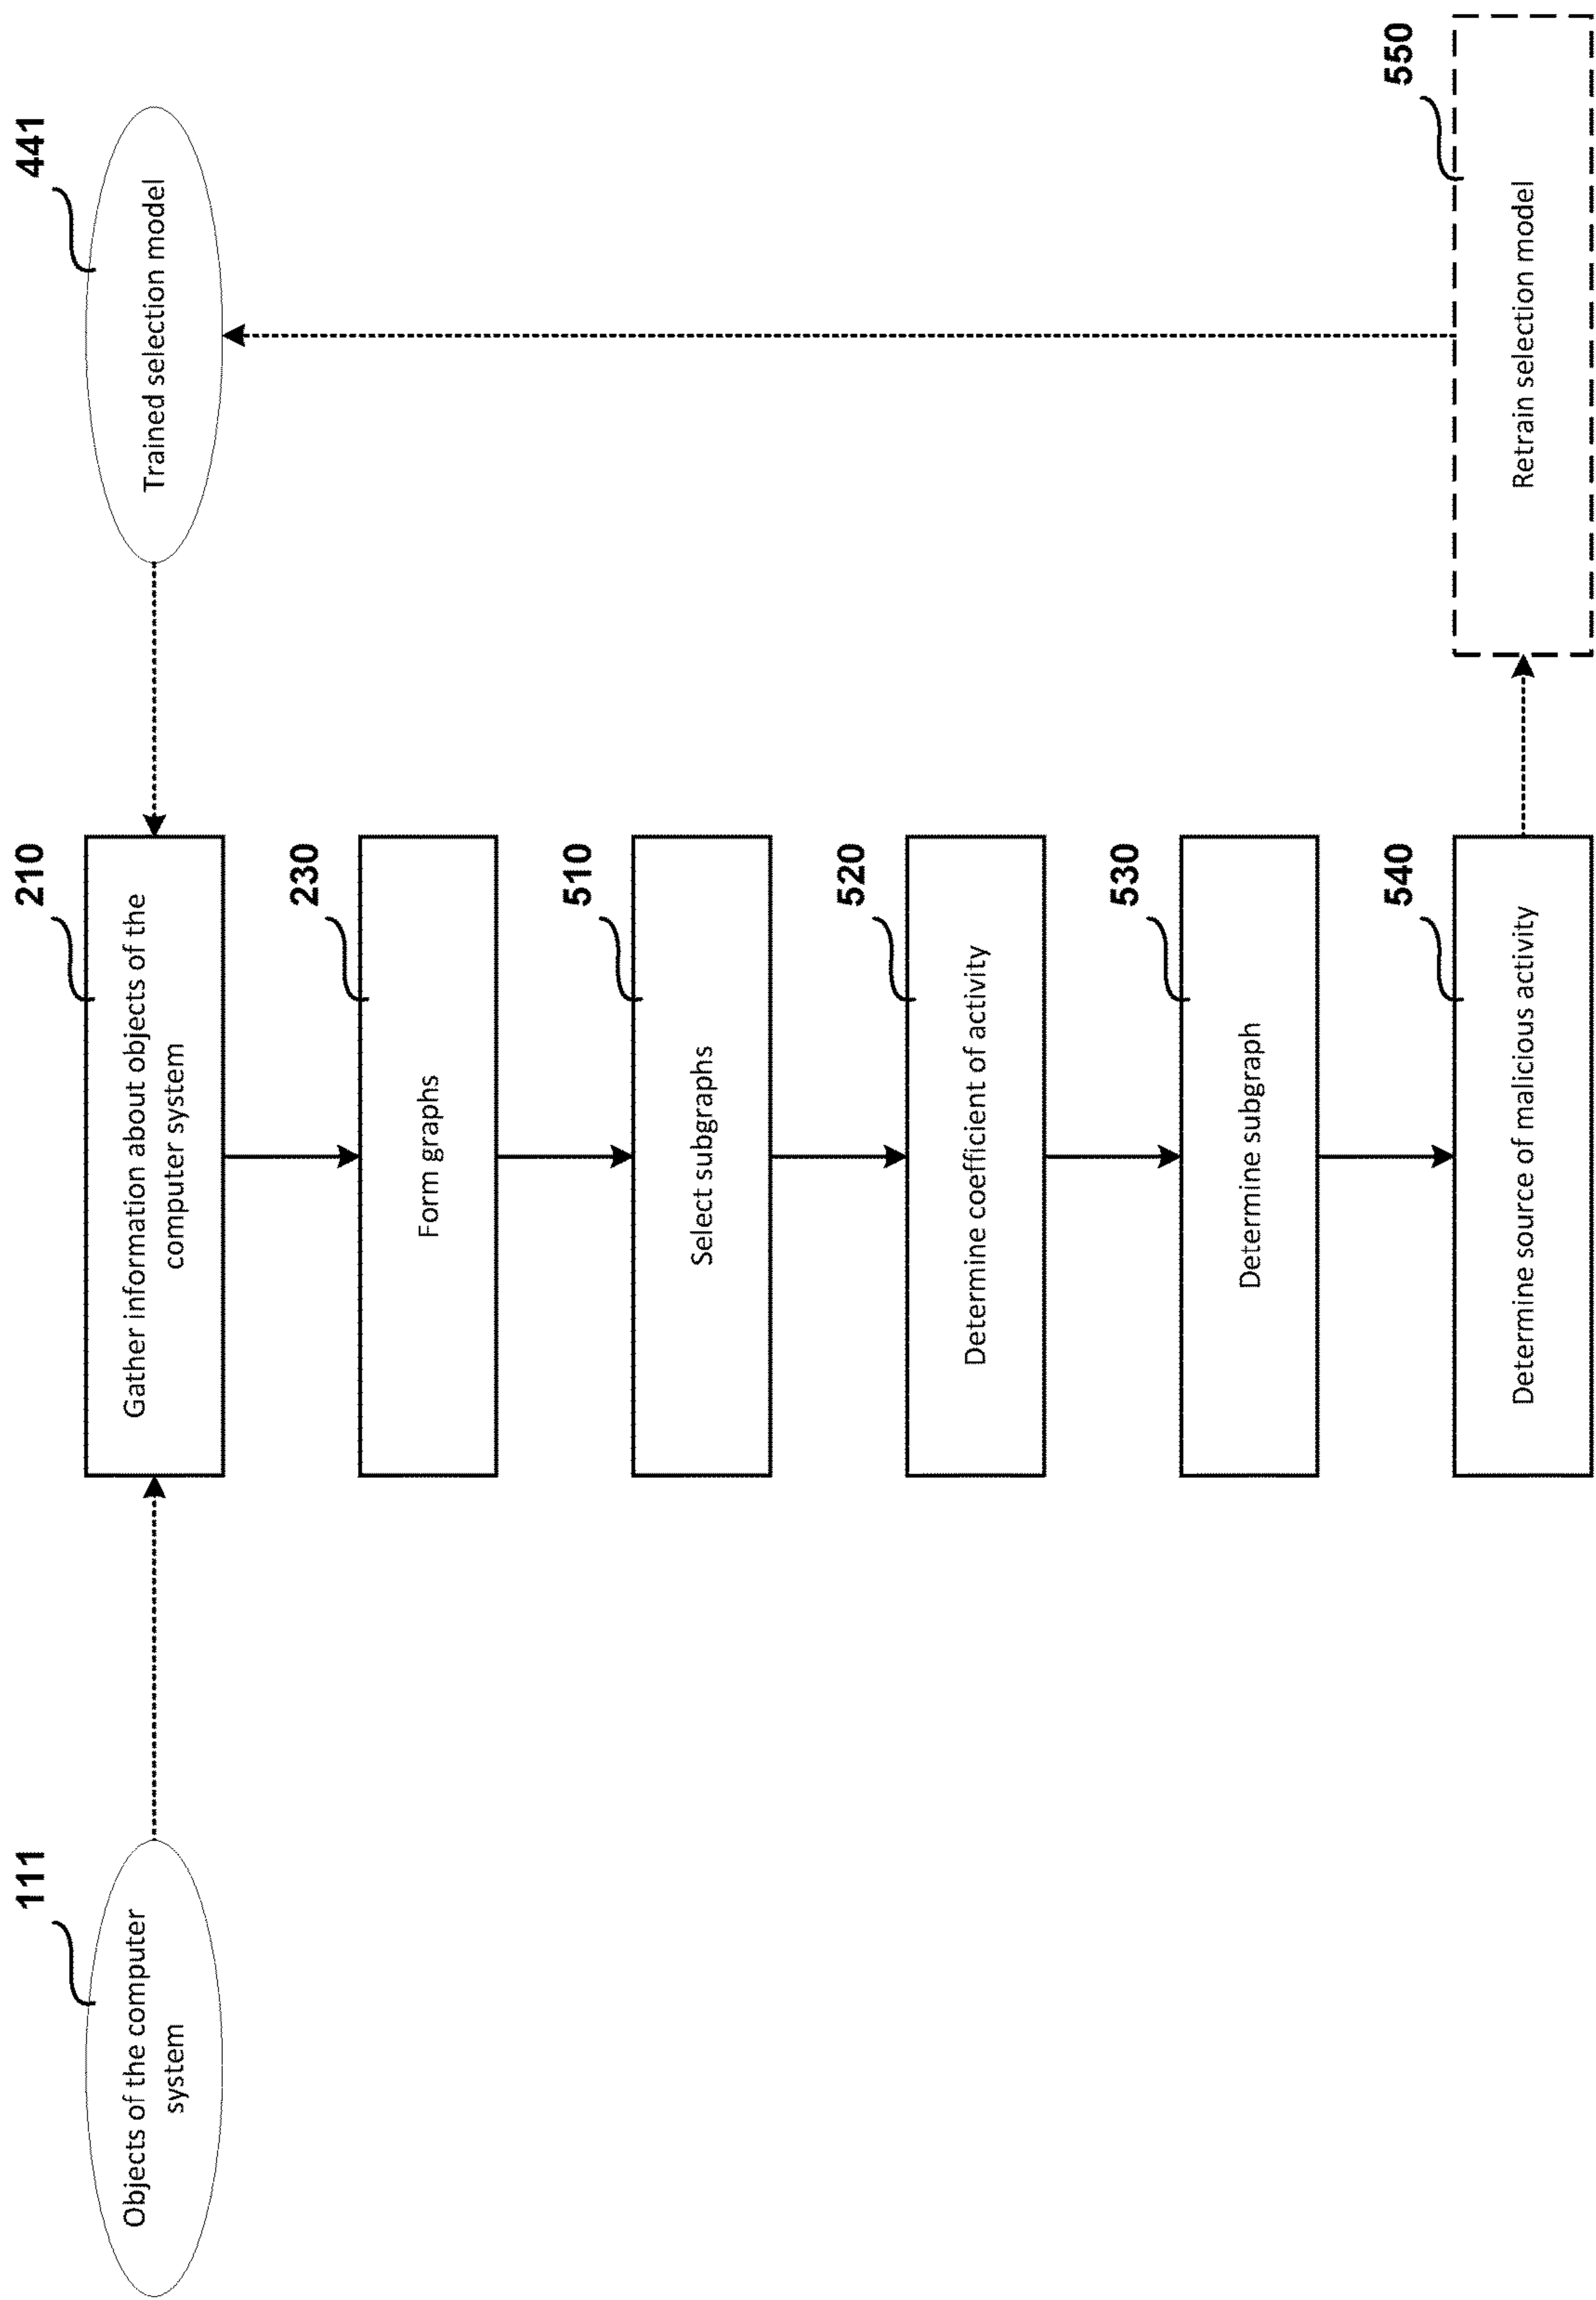 111
Objects of the computer
system
210
Gather information about objects of the
computer system
441
Trained selection model
230
Form graphs
510
Select subgraphs
520
Determine coefficient of activity
530
Determine subgraph
540
Determine source of malicious activity
550
Retrain selection model